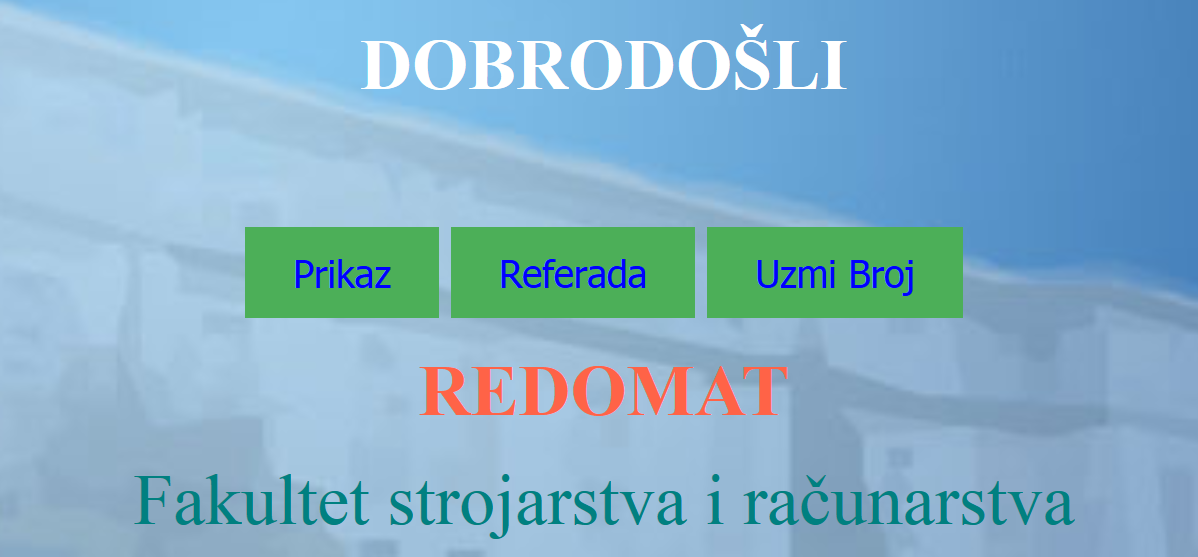 DOBRODOŠLI
Prikaz Referada Uzmi Broj
REDOMAT
Fakultet strojarstva i računarstva